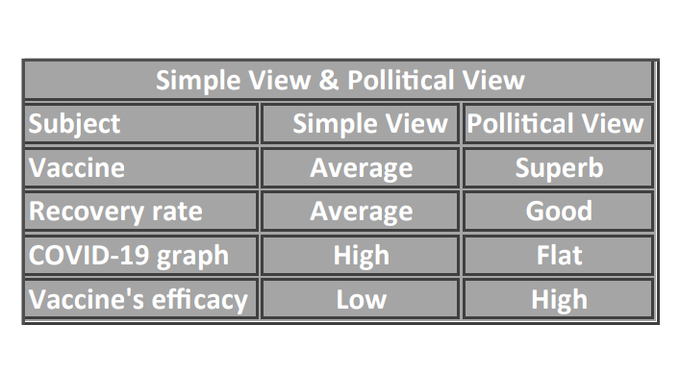 Simple View & Pollitical View
Subject Simple View Pollitical View
Vaccine Average Superb
Recovery rate Average Good
COVID-19 graph High Flat
Vaccine's efficacy Low High